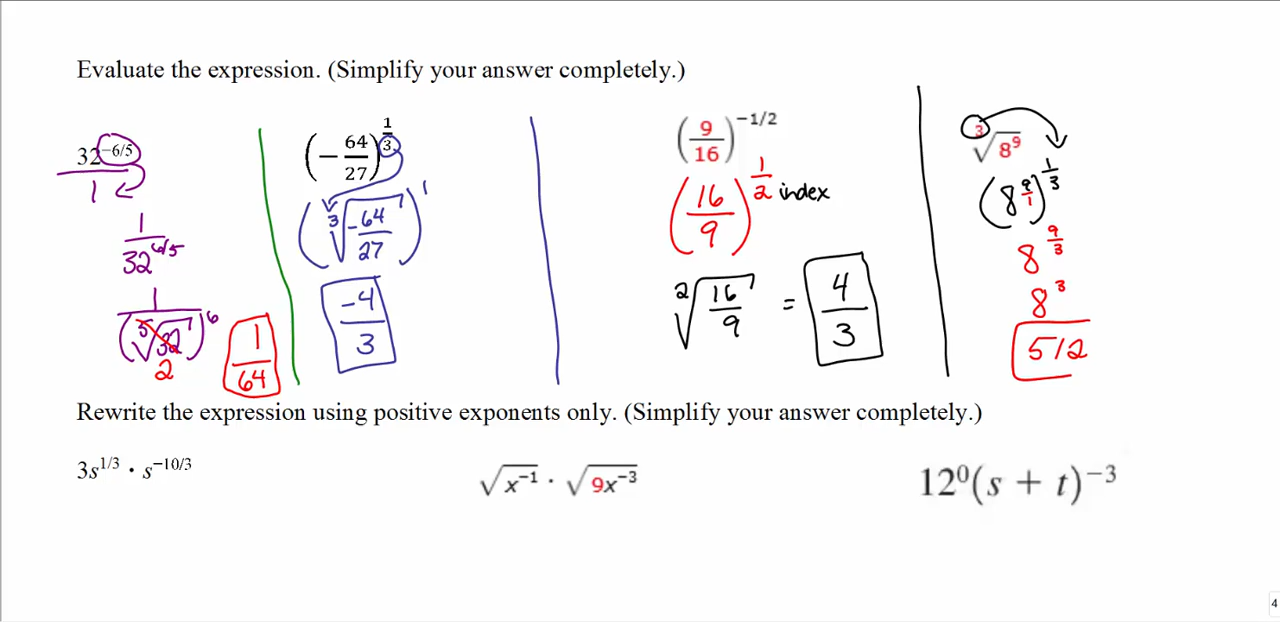 Evaluate the expression. (Simplify your answer completely.)
32^{-6/5} / 1
1 / 32^{6/5}
1 / (⁵√32)⁶
2
1/64
(-64/27)^{1/3}
(³√(-64/27))¹
-4/3
(9/16)^{-1/2}
(16/9)^{1/2} index
²√(16/9) = 4/3
³√8⁹
(8^{9/1})^{1/3}
8^{9/3}
8³
512
Rewrite the expression using positive exponents only. (Simplify your answer completely.)
3s^{1/3} · s^{-10/3}
√x⁻¹ · √9x⁻³
12⁰(s + t)⁻³
4